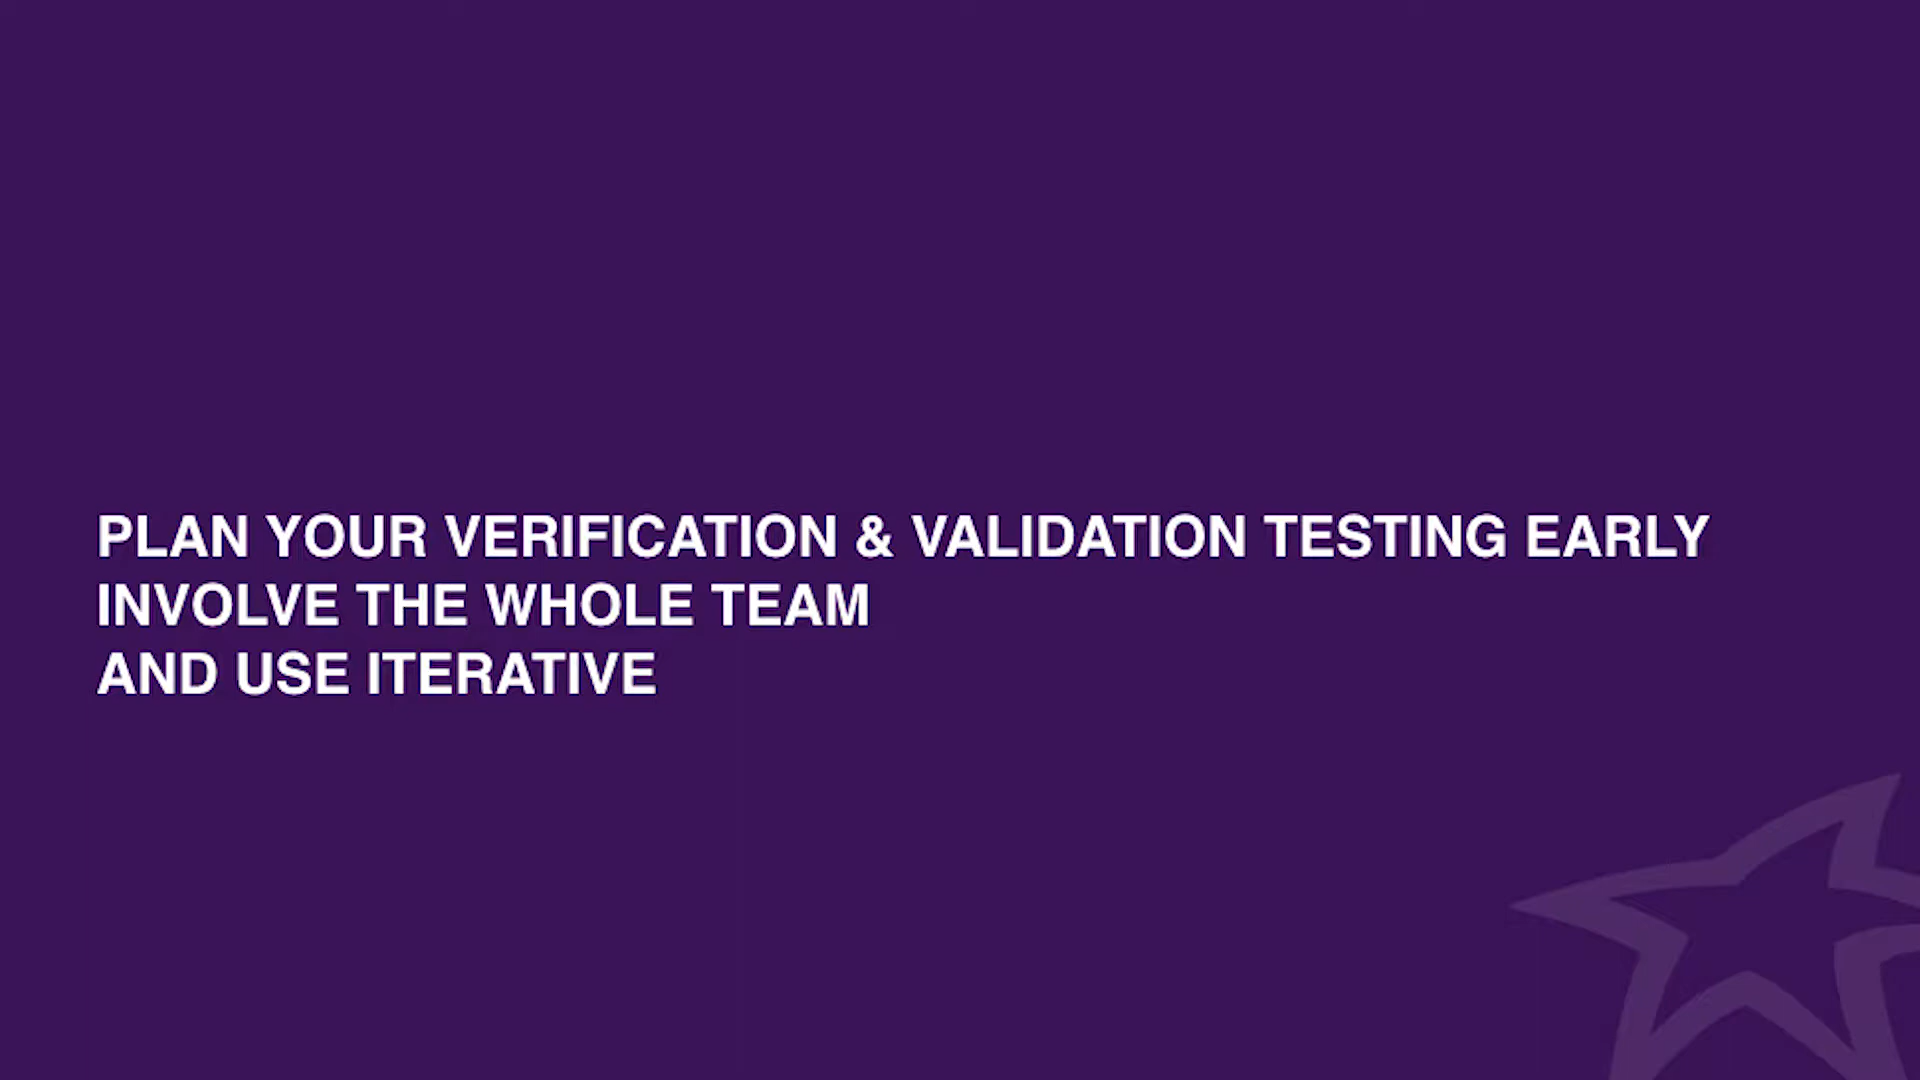 PLAN YOUR VERIFICATION & VALIDATION TESTING EARLY
INVOLVE THE WHOLE TEAM
AND USE ITERATIVE